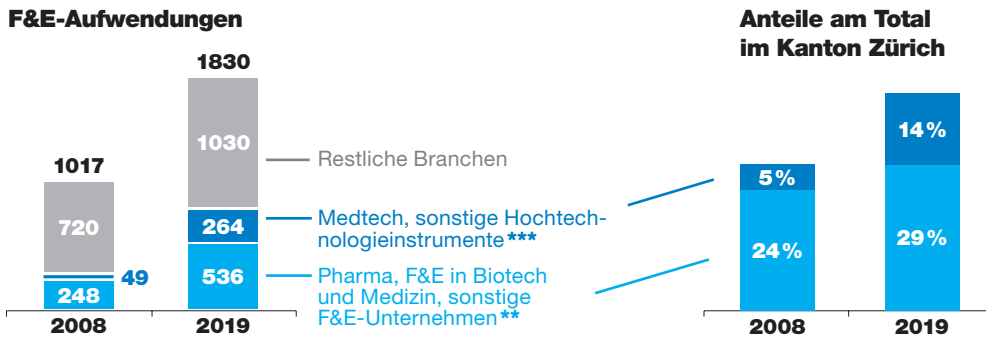 F&E-Aufwendungen
1830
1030
1017
720
264
49
536
248
2008
2019
Restliche Branchen
Medtech, sonstige Hochtech-
nologieinstrumente***
Pharma, F&E in Biotech
und Medizin, sonstige
F&E-Unternehmen**
Anteile am Total
im Kanton Zürich
14%
5%
29%
24%
2008
2019